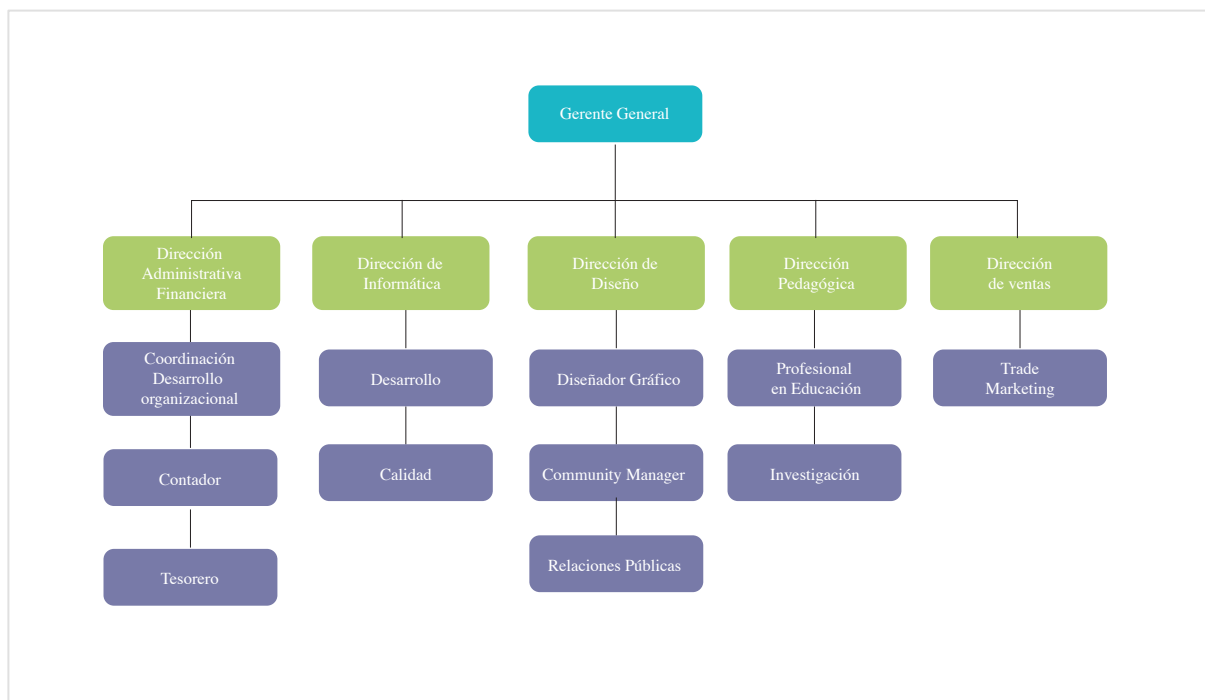 Gerente General
Dirección
Administrativa
Financiera
Dirección de
Informática
Dirección de
Diseño
Dirección
Pedagógica
Dirección
de ventas
Coordinación
Desarrollo
organizacional
Desarrollo
Diseñador Gráfico
Profesional
en Educación
Trade
Marketing
Contador
Calidad
Community Manager
Investigación
Tesorero
Relaciones Públicas